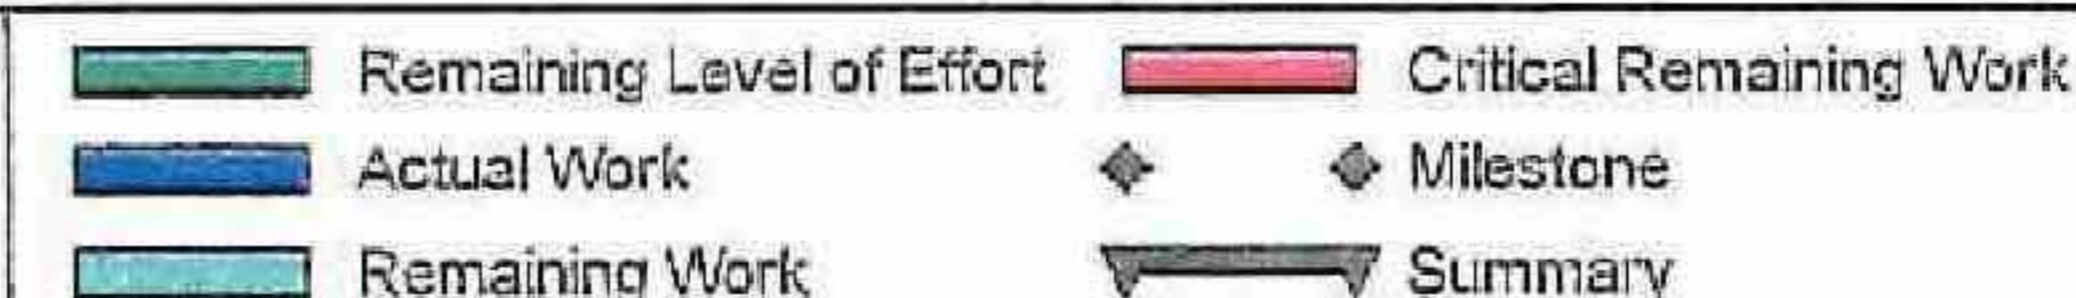 Remaining Level of Effort
Critical Remaining Work
Actual Work
Milestone
Remaining Work
Summary